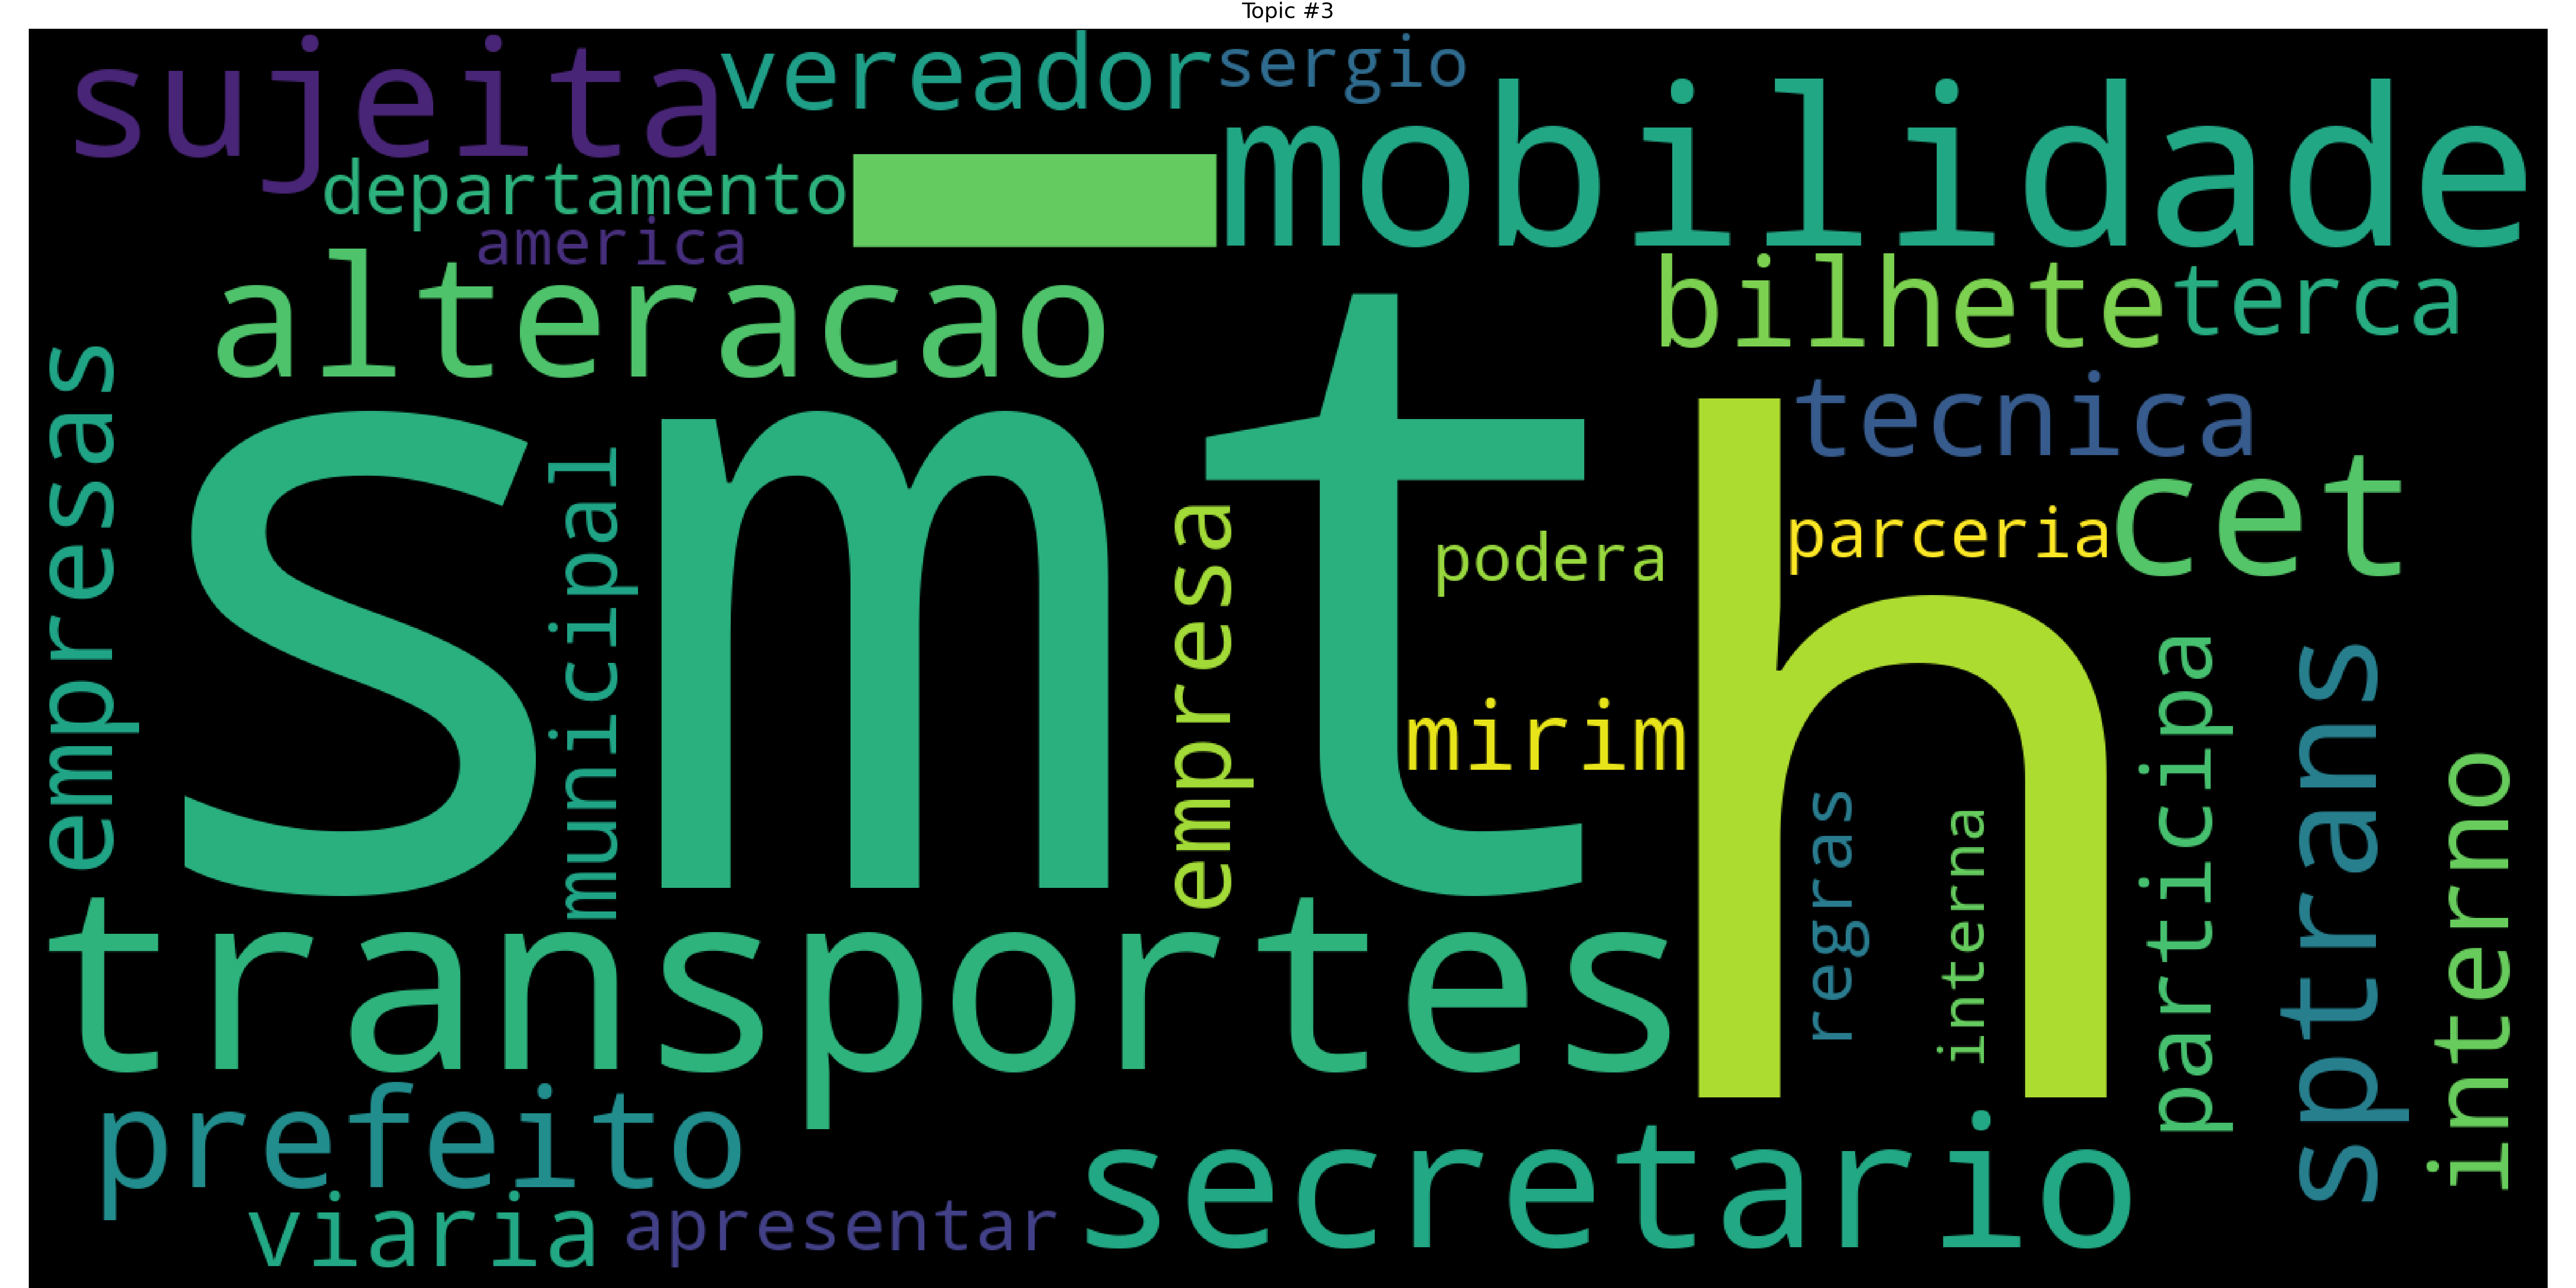 Topic #3
sujeita
vereador
sergio
mobilidade
departamento
america
alteracao
bilhete
terca
empresas
smt
h
tecnica
municipal
empresa
podera
parceria
cet
mirim
participa
sptrans
interno
regras
interna
transportes
prefeito
secretario
viaria
apresentar